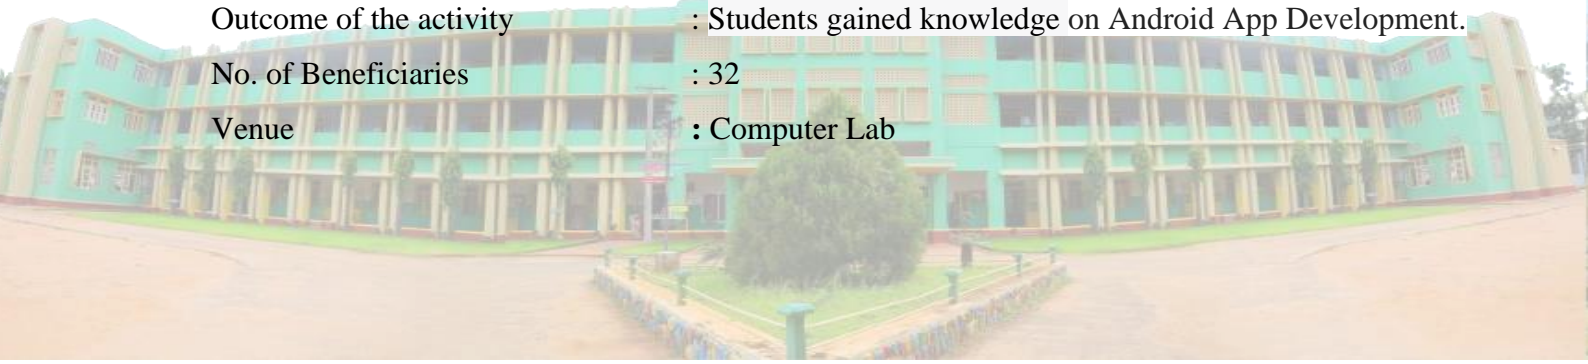 Outcome of the activity : Students gained knowledge on Android App Development.
No. of Beneficiaries : 32
Venue : Computer Lab